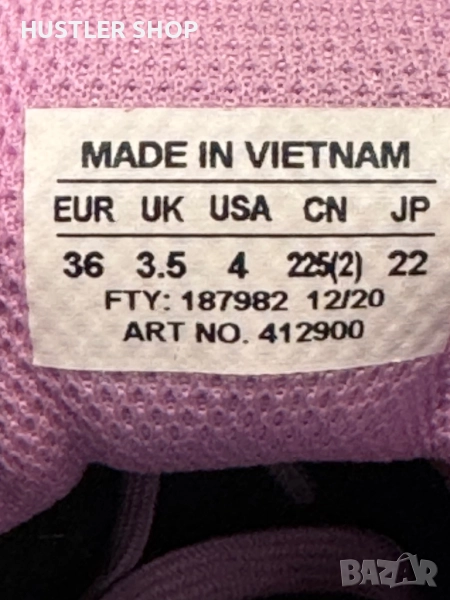 HUSTLER SHOP
MADE IN VIETNAM
EUR UK USA CN JP
36 3.5 4 225(2) 22
FTY: 187982 12/20
ART NO. 412900
BAZAR